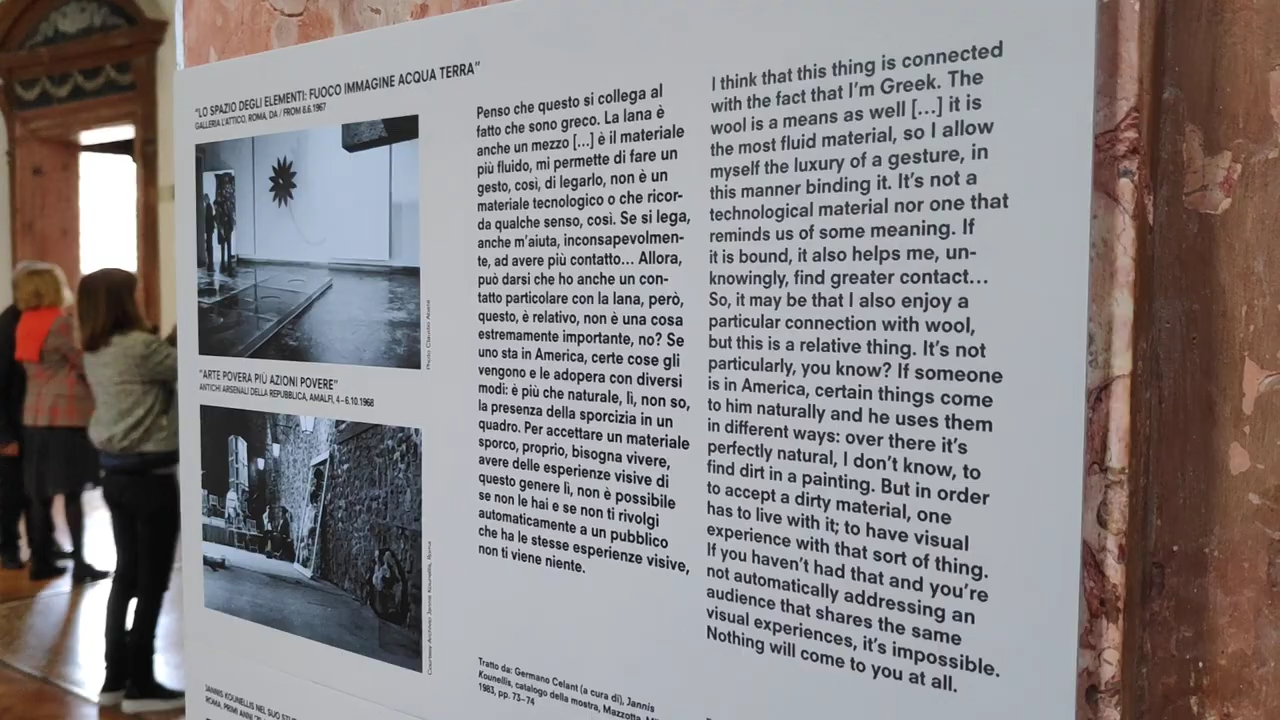 "LO SPAZIO DEGLI ELEMENTI: FUOCO IMMAGINE ACQUA TERRA"
GALLERIA L'ATTICO, ROMA, DA / FROM 8.6.1967
Photo Claudio Abate
"ARTE POVERA PIÙ AZIONI POVERE"
ANTICHI ARSENALI DELLA REPUBBLICA, AMALFI, 4–6.10.1968
Courtesy Archivio Jannis Kounellis, Roma
JANNIS KOUNELLIS NEL SUO
ROMA, PRIMI ANNI
Penso che questo si collega al
fatto che sono greco. La lana è
anche un mezzo [...] è il materiale
più fluido, mi permette di fare un
gesto, così, di legarlo, non è un
materiale tecnologico o che ricor-
da qualche senso, così. Se si lega,
anche m'aiuta, inconsapevolmen-
te, ad avere più contatto... Allora,
può darsi che ho anche un con-
tatto particolare con la lana, però,
questo, è relativo, non è una cosa
estremamente importante, no? Se
uno sta in America, certe cose gli
vengono e le adopera con diversi
modi: è più che naturale, lì, non so,
la presenza della sporcizia in un
quadro. Per accettare un materiale
sporco, proprio, bisogna vivere,
avere delle esperienze visive di
questo genere lì, non è possibile
se non le hai e se non ti rivolgi
automaticamente a un pubblico
che ha le stesse esperienze visive,
non ti viene niente.
Tratto da: Germano Celant (a cura di), Jannis
Kounellis, catalogo della mostra, Mazzotta,
1983, pp. 73–74
I think that this thing is connected
with the fact that I'm Greek. The
wool is a means as well [...] it is
the most fluid material, so I allow
myself the luxury of a gesture, in
this manner binding it. It's not a
technological material nor one that
reminds us of some meaning. If
it is bound, it also helps me, un-
knowingly, find greater contact...
So, it may be that I also enjoy a
particular connection with wool,
but this is a relative thing. It's not
particularly, you know? If someone
is in America, certain things come
to him naturally and he uses them
in different ways: over there it's
perfectly natural, I don't know, to
find dirt in a painting. But in order
to accept a dirty material, one
has to live with it; to have visual
experience with that sort of thing.
If you haven't had that and you're
not automatically addressing an
audience that shares the same
visual experiences, it's impossible.
Nothing will come to you at all.